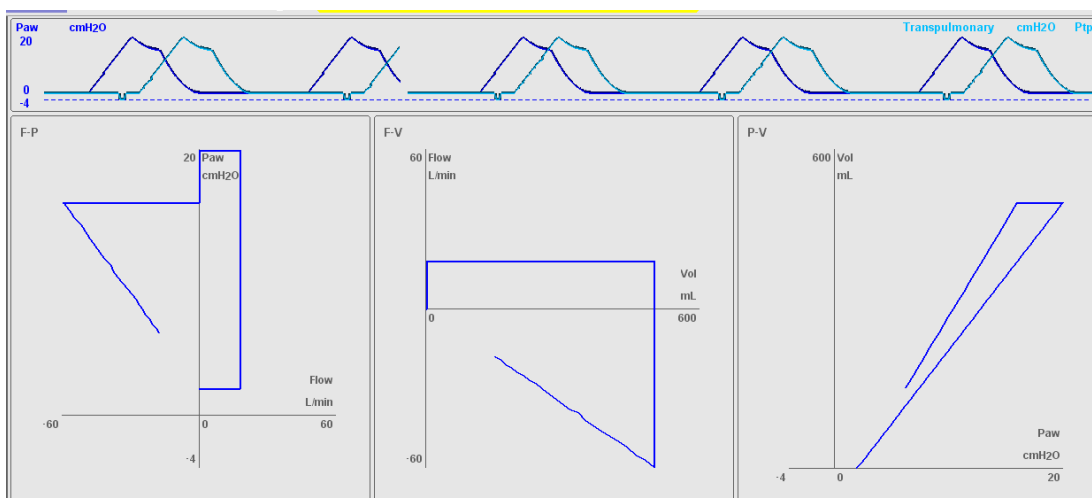 Paw cmH2O Transpulmonary cmH2O Ptp
20
0
-4
F-P
20 Paw
cmH2O
Flow
L/min
-60 0 60
-4
F-V
60 Flow
L/min
Vol
mL
0 600
-60
P-V
600 Vol
mL
Paw
cmH2O
-4 0 20